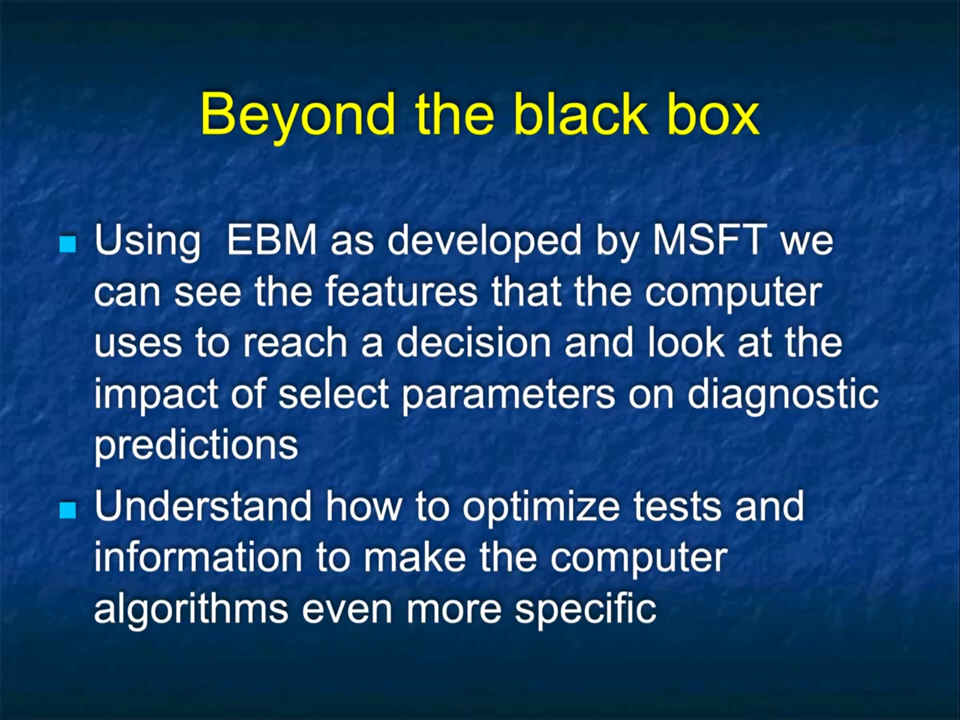 Beyond the black box
Using  EBM as developed by MSFT we
can see the features that the computer
uses to reach a decision and look at the
impact of select parameters on diagnostic
predictions
Understand how to optimize tests and
information to make the computer
algorithms even more specific